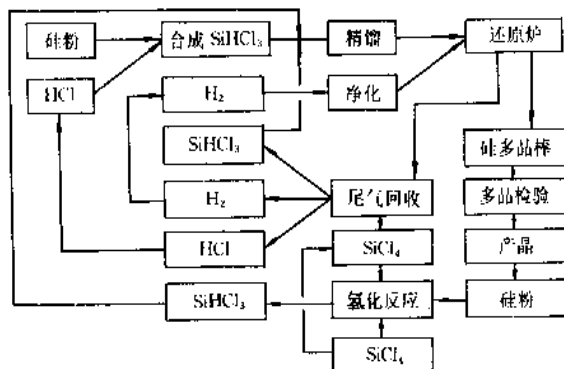 硅粉
合成 SiHCl₃
精馏
还原炉
HCl
H₂
净化
SiHCl₃
硅多晶棒
H₂
尾气回收
多晶检验
HCl
SiCl₄
产品
SiHCl₃
氢化反应
硅粉
SiCl₄